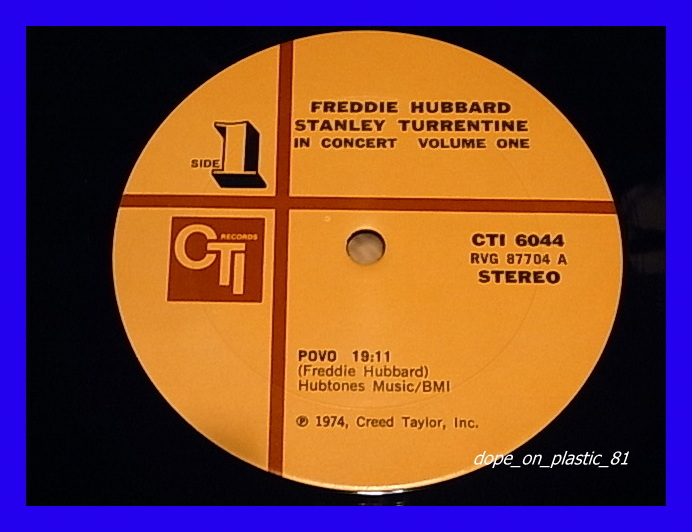 FREDDIE HUBBARD
STANLEY TURRENTINE
IN CONCERT VOLUME ONE
SIDE 1
CTI RECORDS
CTI 6044
RVG 87704 A
STEREO
POVO 19:11
(Freddie Hubbard)
Hubtones Music/BMI
℗ 1974, Creed Taylor, Inc.
dope_on_plastic_81